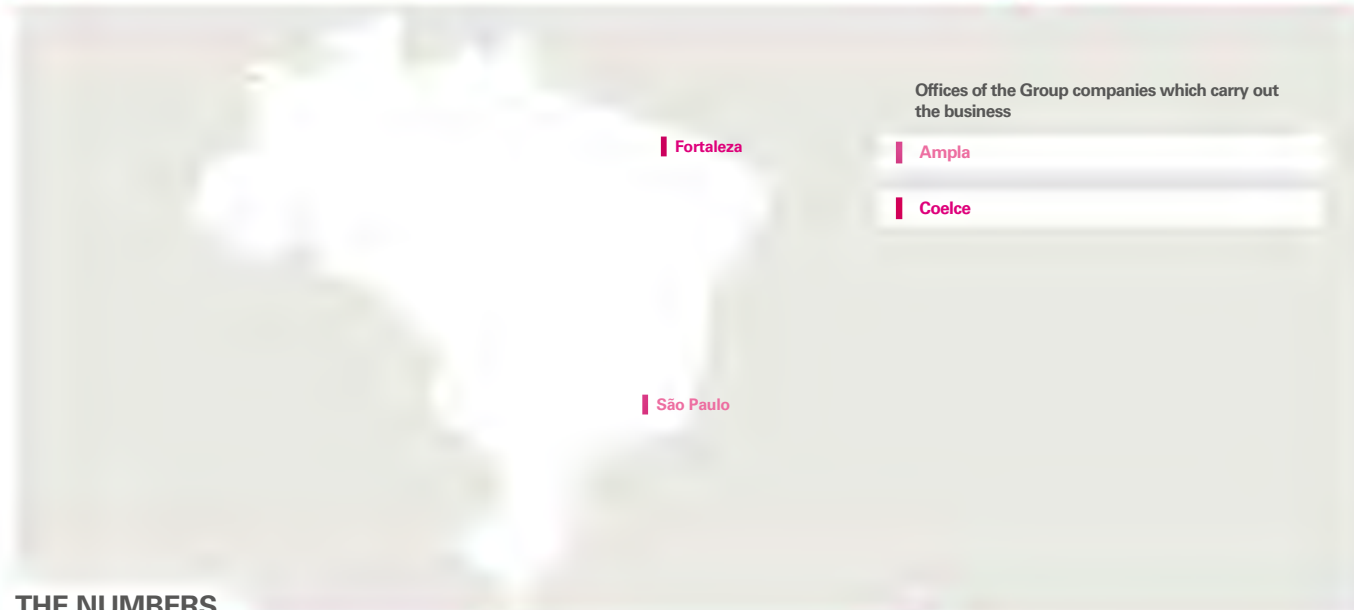 Offices of the Group companies which carry out
the business
Fortaleza
Ampla
Coelce
São Paulo
THE NUMBERS